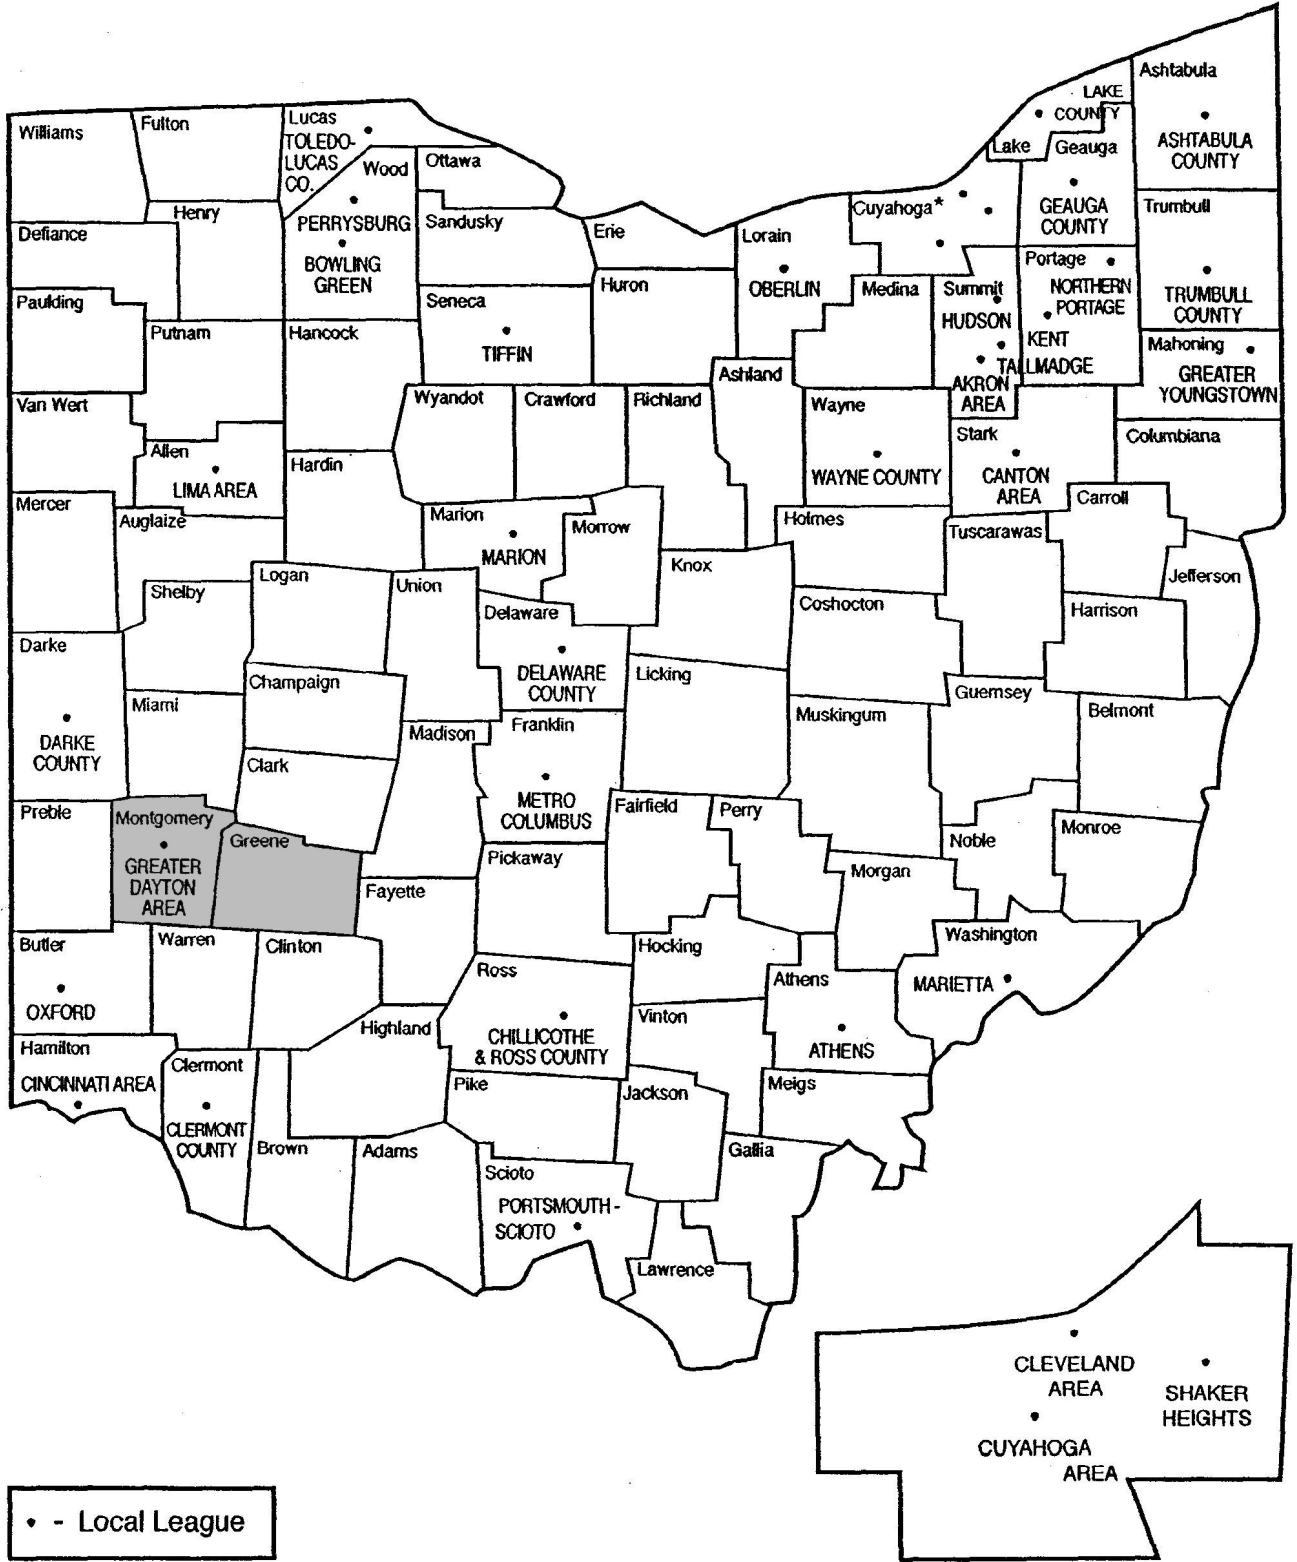 Ashtabula
LAKE
COUNTY
Lake
Geauga
ASHTABULA
COUNTY
Williams
Fulton
Lucas
TOLEDO-
LUCAS
CO.
Wood
Ottawa
Cuyahoga*
GEAUGA
COUNTY
Trumbull
Henry
PERRYSBURG
Sandusky
Erie
Lorain
Defiance
BOWLING
GREEN
OBERLIN
Medina
Summit
HUDSON
Portage
NORTHERN
PORTAGE
KENT
TALLMADGE
AKRON
AREA
TRUMBULL
COUNTY
Paulding
Putnam
Hancock
Seneca
TIFFIN
Huron
Ashland
Mahoning
GREATER
YOUNGSTOWN
Van Wert
Wyandot
Crawford
Richland
Wayne
WAYNE COUNTY
Stark
CANTON
AREA
Columbiana
Allen
LIMA AREA
Hardin
Mercer
Auglaize
Marion
MARION
Morrow
Holmes
Tuscarawas
Carroll
Jefferson
Shelby
Logan
Union
Delaware
DELAWARE
COUNTY
Knox
Coshocton
Harrison
Darke
DARKE
COUNTY
Miami
Champaign
Licking
Guernsey
Belmont
Clark
Madison
Franklin
METRO
COLUMBUS
Muskingum
Preble
Montgomery
GREATER
DAYTON
AREA
Greene
Fairfield
Perry
Noble
Monroe
Fayette
Pickaway
Morgan
Butler
OXFORD
Warren
Clinton
Hocking
Washington
MARIETTA
Ross
CHILLICOTHE
& ROSS COUNTY
Athens
ATHENS
Hamilton
CINCINNATI AREA
Highland
Vinton
Clermont
CLERMONT
COUNTY
Pike
Jackson
Meigs
Brown
Adams
Scioto
PORTSMOUTH-
SCIOTO
Gallia
Lawrence
CLEVELAND
AREA
SHAKER
HEIGHTS
CUYAHOGA
AREA
• - Local League